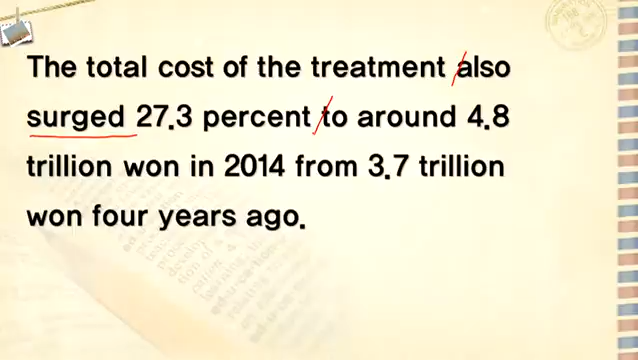 The total cost of the treatment also
surged 27.3 percent to around 4.8
trillion won in 2014 from 3.7 trillion
won four years ago.